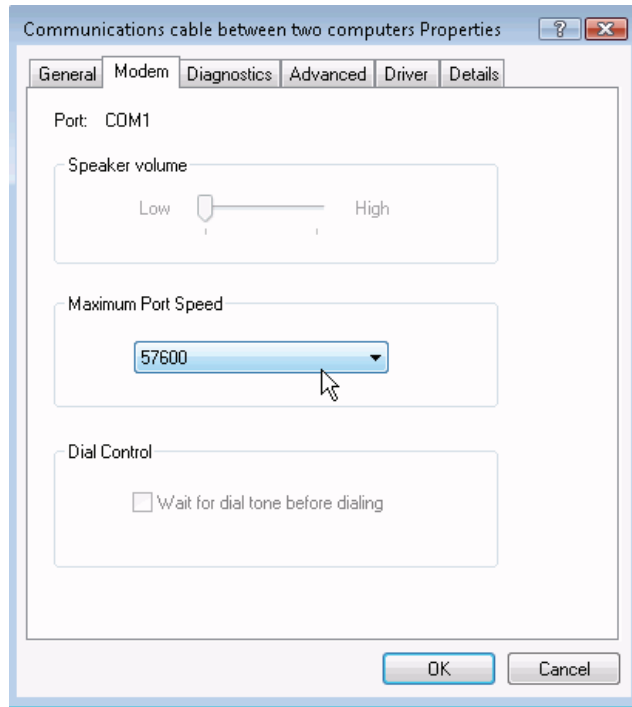 Communications cable between two computers Properties
General Modem Diagnostics Advanced Driver Details
Port: COM1
Speaker volume
Low High
Maximum Port Speed
57600
Dial Control
Wait for dial tone before dialing
OK Cancel